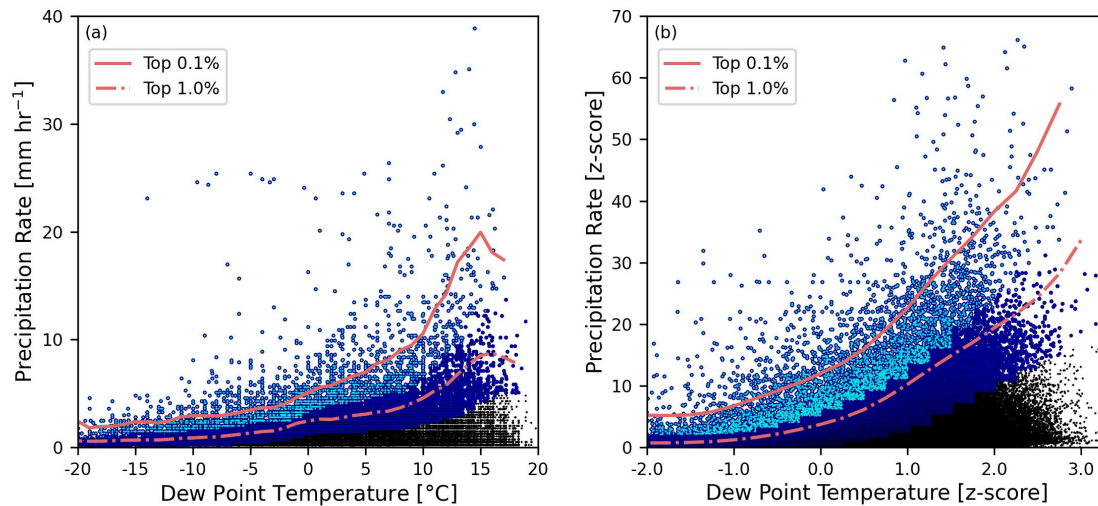 (a)
Top 0.1%
Top 1.0%
Precipitation Rate [mm hr⁻¹]
40
30
20
10
0
-20
-15
-10
-5
0
5
10
15
20
Dew Point Temperature [°C]
(b)
Top 0.1%
Top 1.0%
Precipitation Rate [z-score]
70
60
50
40
30
20
10
0
-2.0
-1.0
0.0
1.0
2.0
3.0
Dew Point Temperature [z-score]